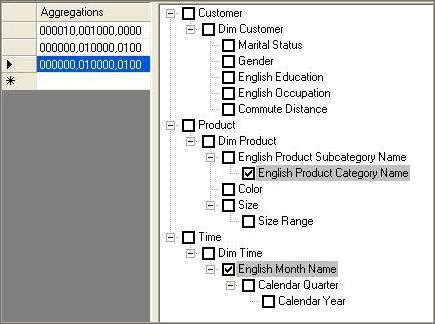 Aggregations
000010,001000,0000
000000,010000,0100
000000,010000,0100
Customer
Dim Customer
Marital Status
Gender
English Education
English Occupation
Commute Distance
Product
Dim Product
English Product Subcategory Name
English Product Category Name
Color
Size
Size Range
Time
Dim Time
English Month Name
Calendar Quarter
Calendar Year